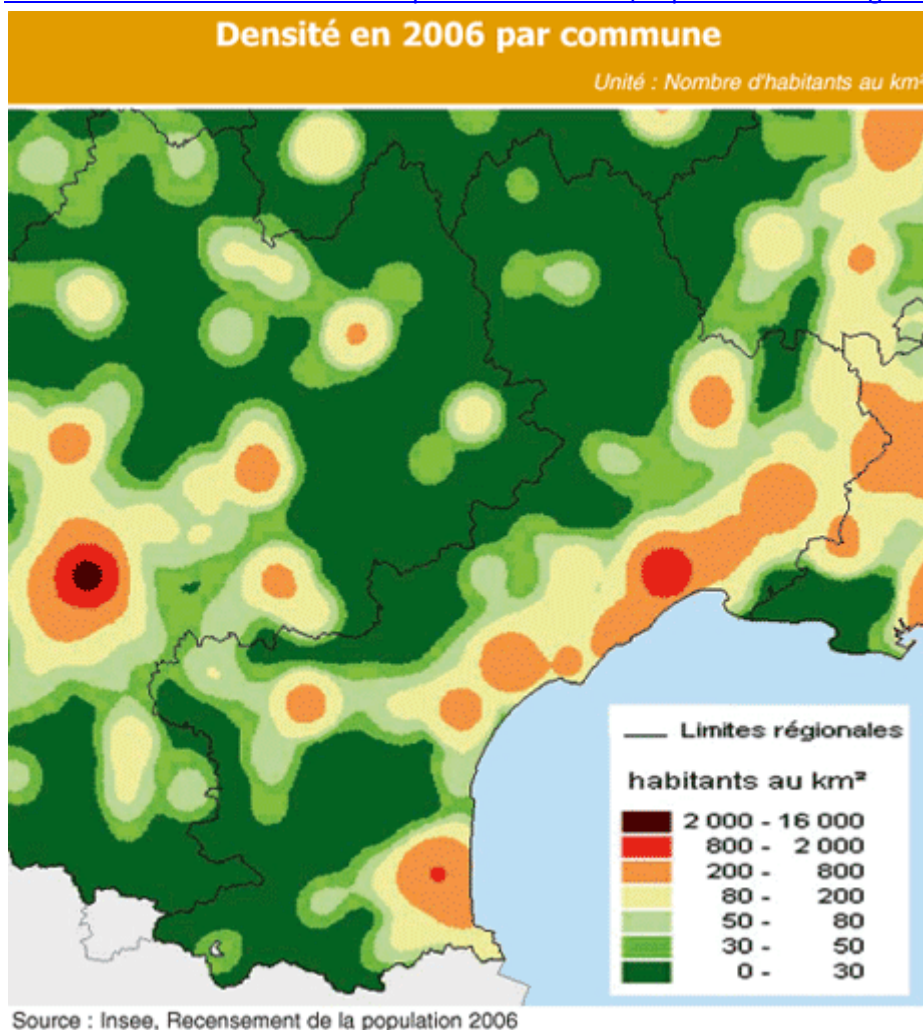 Densité en 2006 par commune
Unité : Nombre d'habitants au km²
Limites régionales
habitants au km²
2 000 - 16 000
800 - 2 000
200 - 800
80 - 200
50 - 80
30 - 50
0 - 30
Source : Insee, Recensement de la population 2006